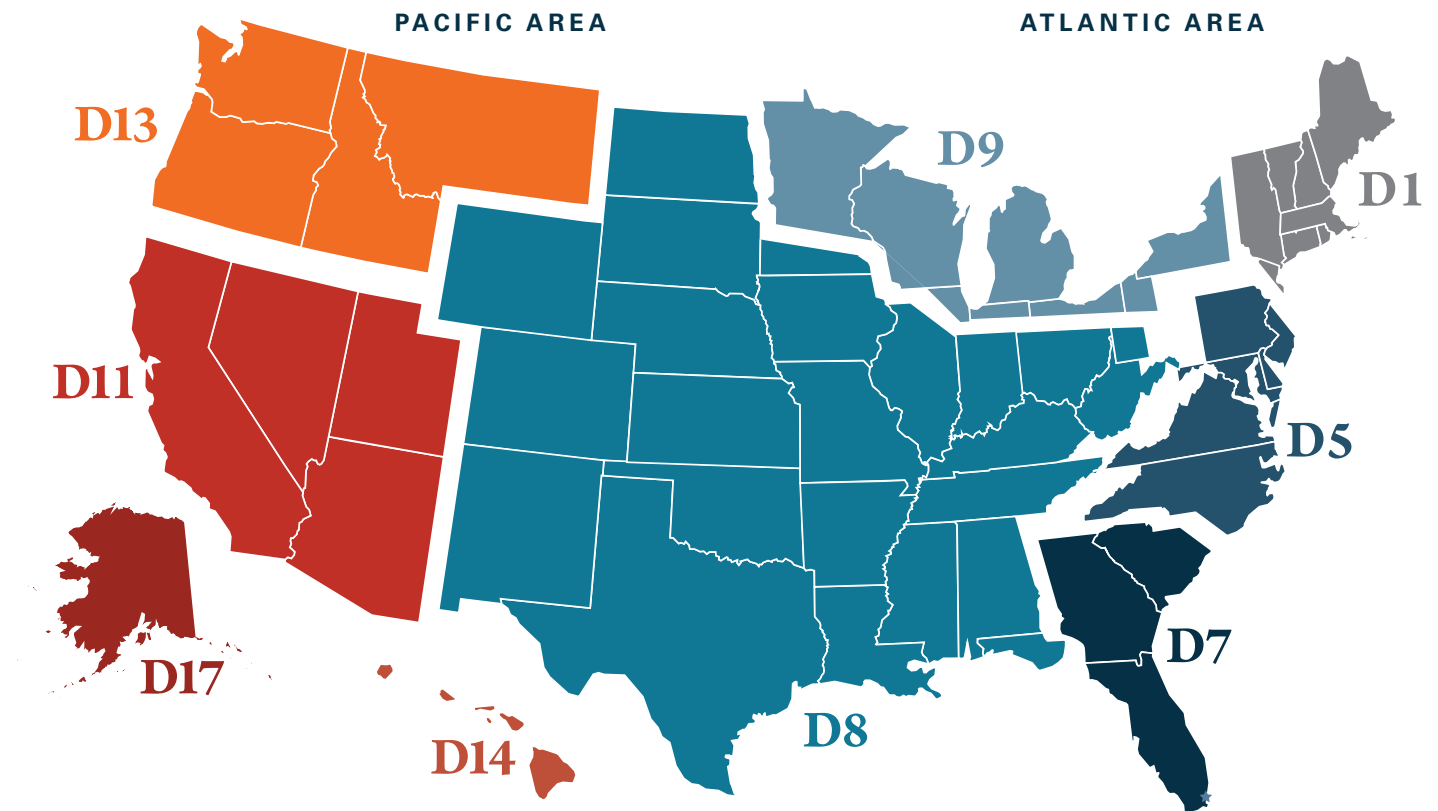 PACIFIC AREA
ATLANTIC AREA
D13
D9
D1
D11
D5
D7
D17
D8
D14